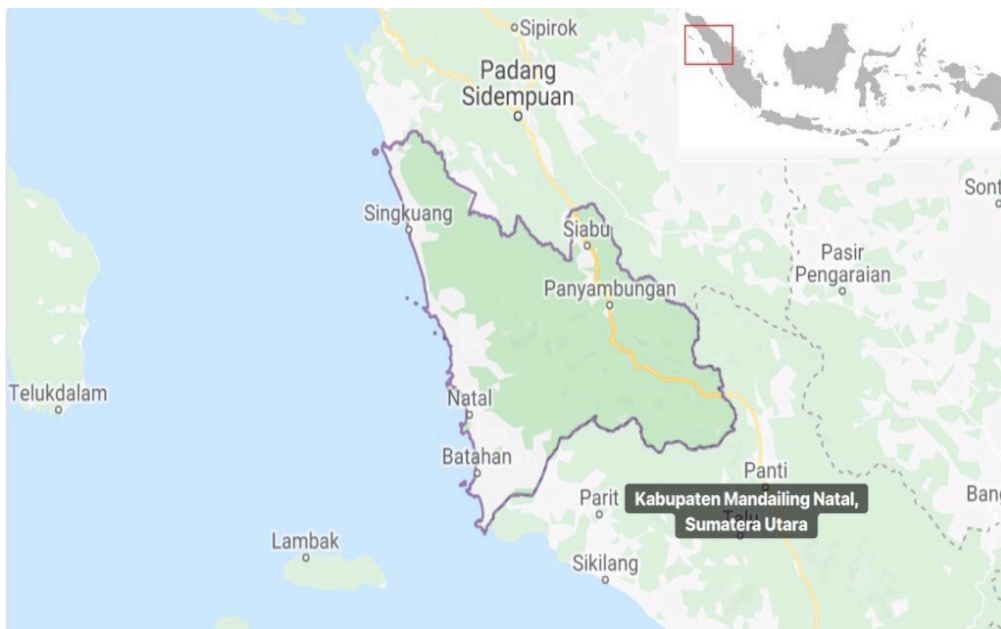 Sipirok
Padang
Sidempuan
Singkuang
Siabu
Panyambungan
Sont
Pasir
Pengaraian
Telukdalam
Natal
Batahan
Panti
Bang
Parit
Kabupaten Mandailing Natal,
Sumatera Utara
Talu
Lambak
Sikilang